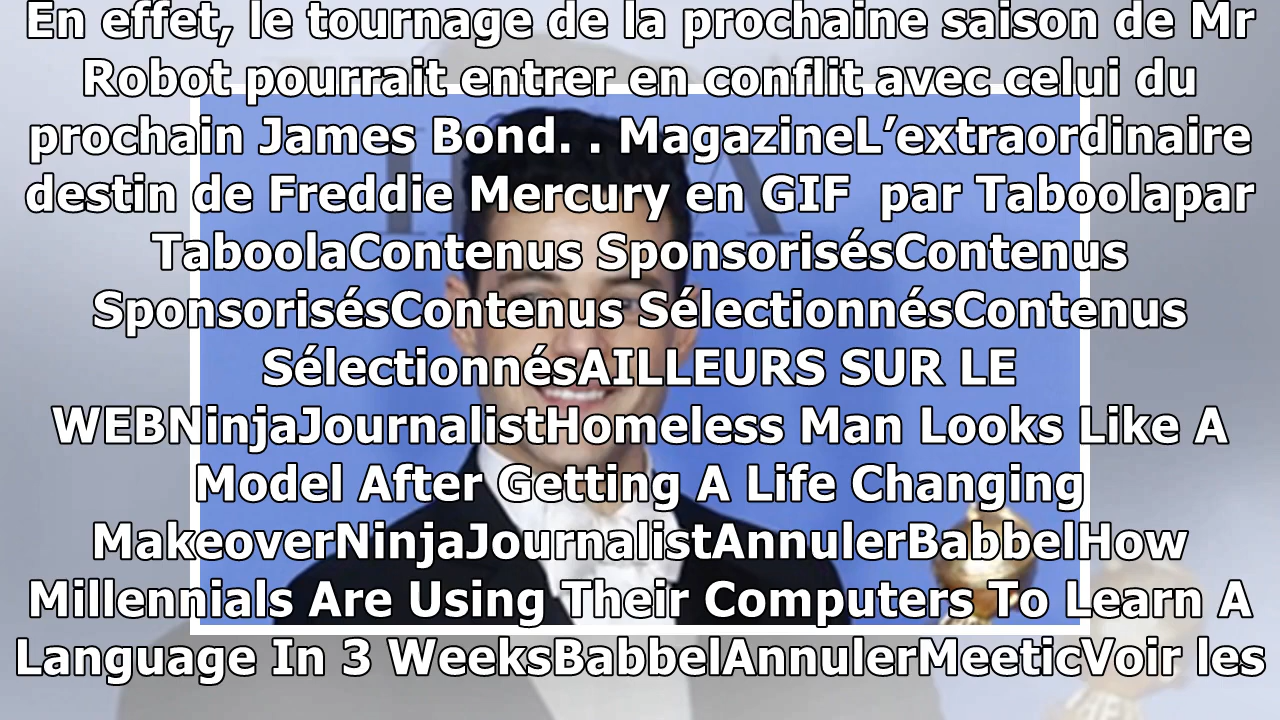 En effet, le tournage de la prochaine saison de Mr
Robot pourrait entrer en conflit avec celui du
prochain James Bond. . MagazineL’extraordinaire
destin de Freddie Mercury en GIF  par Taboolapar
TaboolaContenus SponsorisésContenus
SponsorisésContenus SélectionnésContenus
SélectionnésAILLEURS SUR LE
WEBNinjaJournalistHomeless Man Looks Like A
Model After Getting A Life Changing
MakeoverNinjaJournalistAnnulerBabbelHow
Millennials Are Using Their Computers To Learn A
Language In 3 WeeksBabbelAnnulerMeeticVoir les